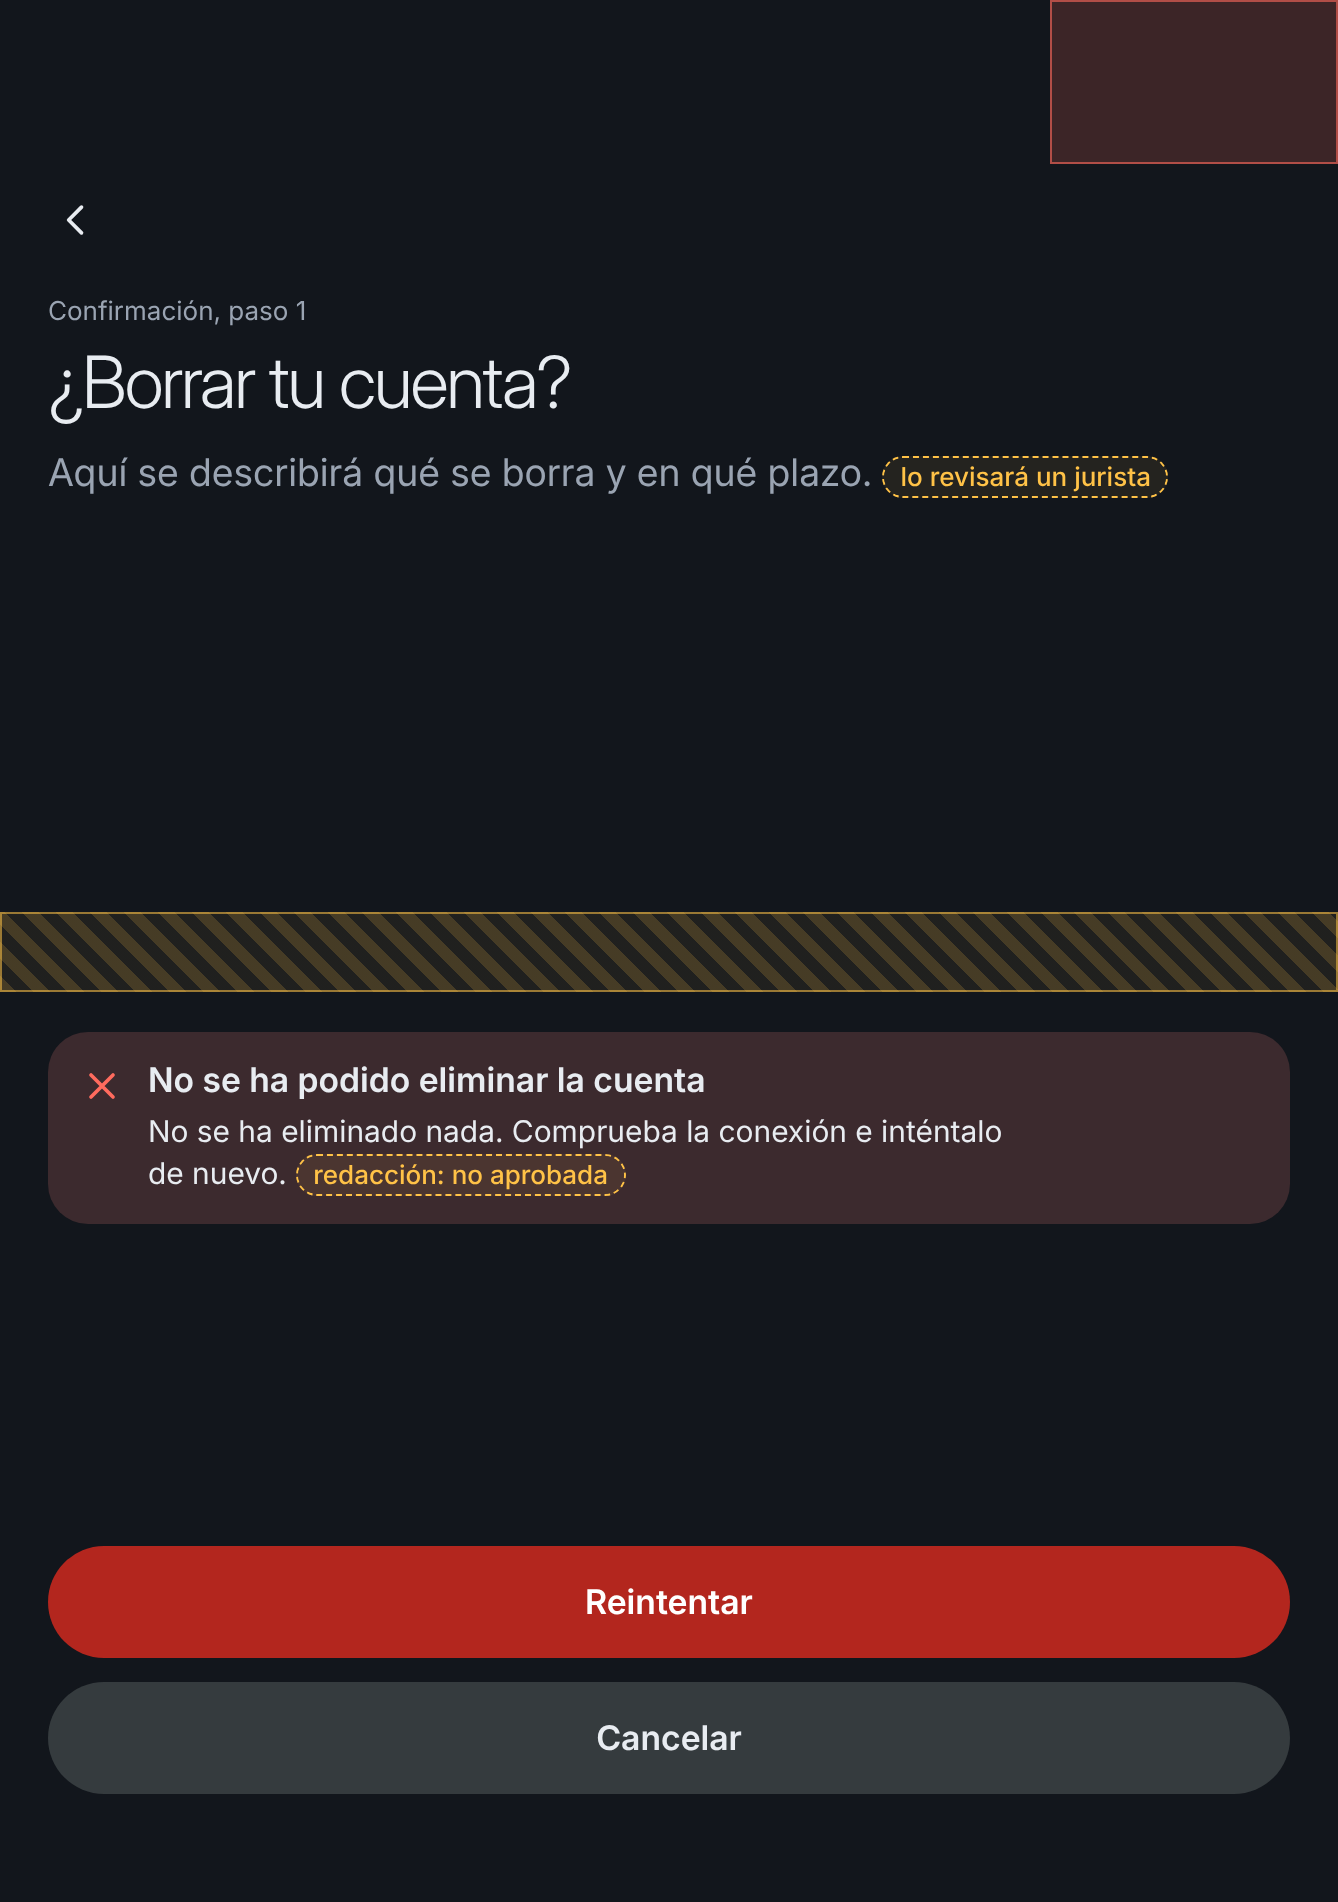 Confirmación, paso 1
¿Borrar tu cuenta?
Aquí se describirá qué se borra y en qué plazo. lo revisará un jurista
No se ha podido eliminar la cuenta
No se ha eliminado nada. Comprueba la conexión e inténtalo
de nuevo. redacción: no aprobada
Reintentar
Cancelar